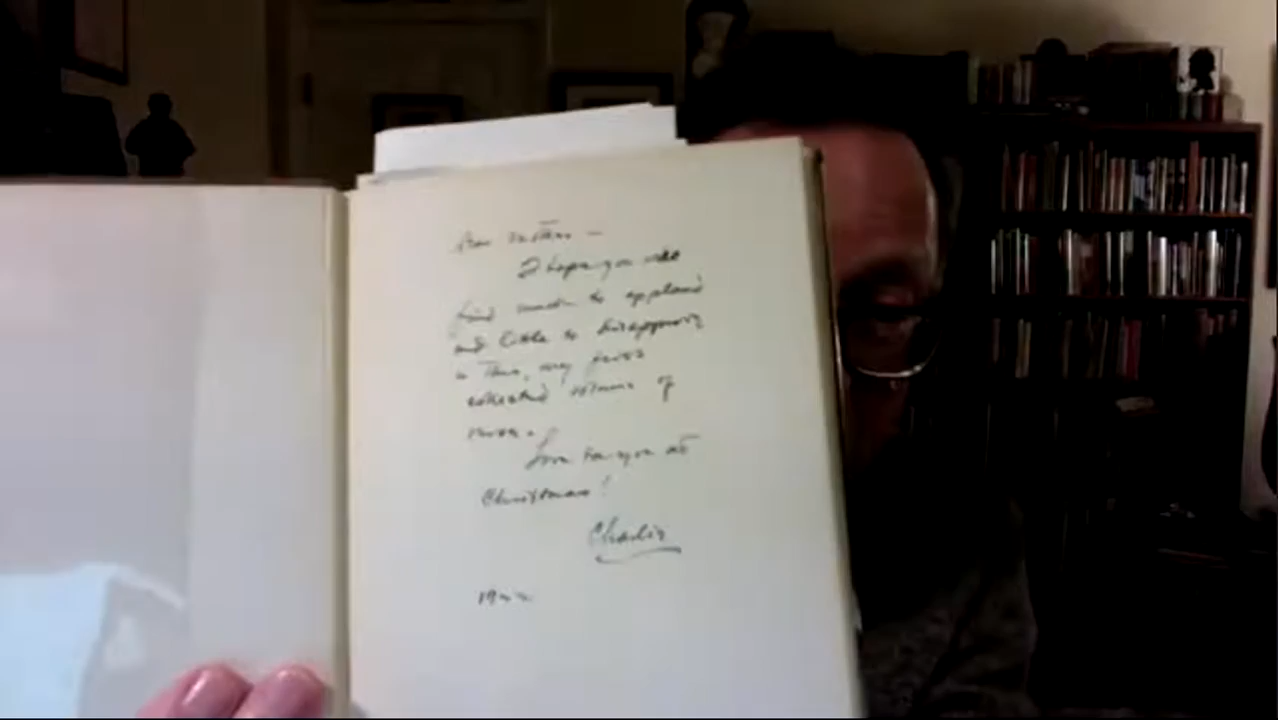 Dear Mother —
I hope you will
find much to applaud
and little to disapprove
in this, my first
collected volume of
Love to you at
Christmas!
Charlie